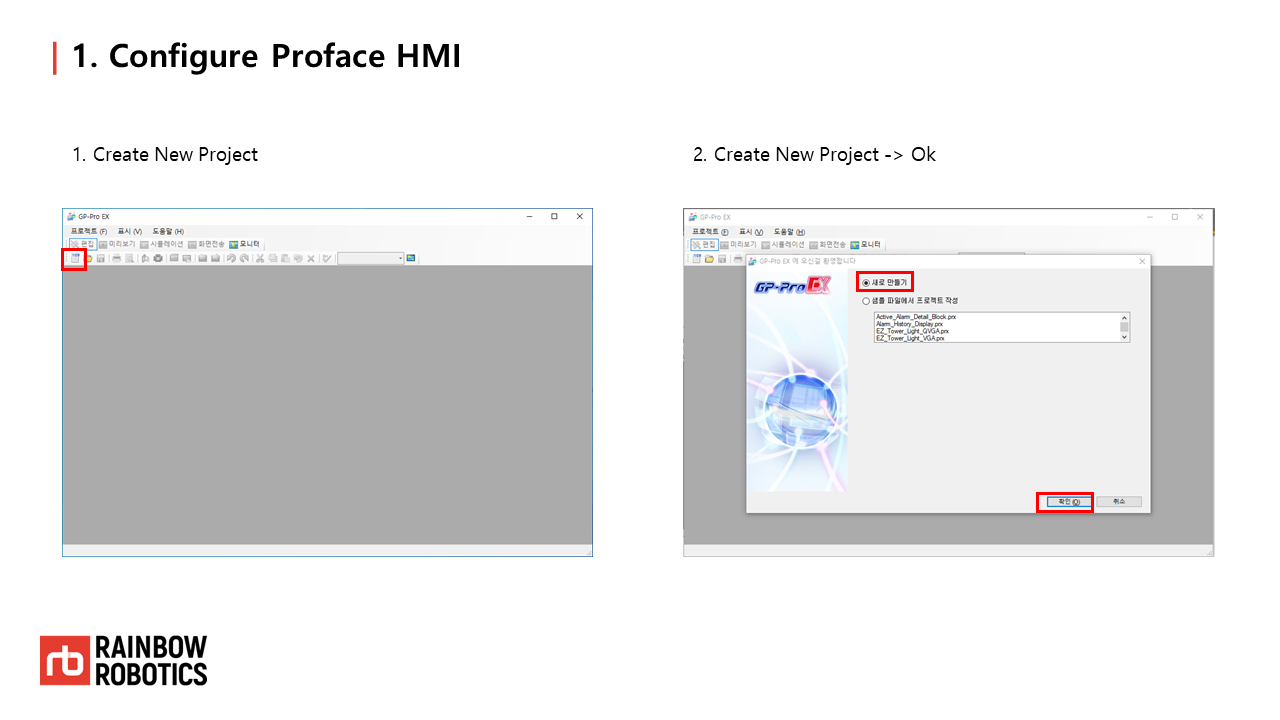 1. Configure Proface HMI
1. Create New Project
2. Create New Project -> Ok
GP-Pro EX
프로젝트 (F) 표시 (V) 도움말 (H)
편집 미리보기 시뮬레이션 화면전송 모니터
GP-Pro EX
프로젝트 (F) 표시 (V) 도움말 (H)
편집 미리보기 시뮬레이션 화면전송 모니터
GP-Pro EX 에 오신걸 환영합니다
GP-Pro EX
새로 만들기
샘플 파일에서 프로젝트 작성
Active_Alarm_Detail_Block.prx
Alarm_History_Display.prx
EZ_Tower_Light_QVGA.prx
EZ_Tower_Light_VGA.prx
확인 (O) 취소
rb RAINBOW
ROBOTICS